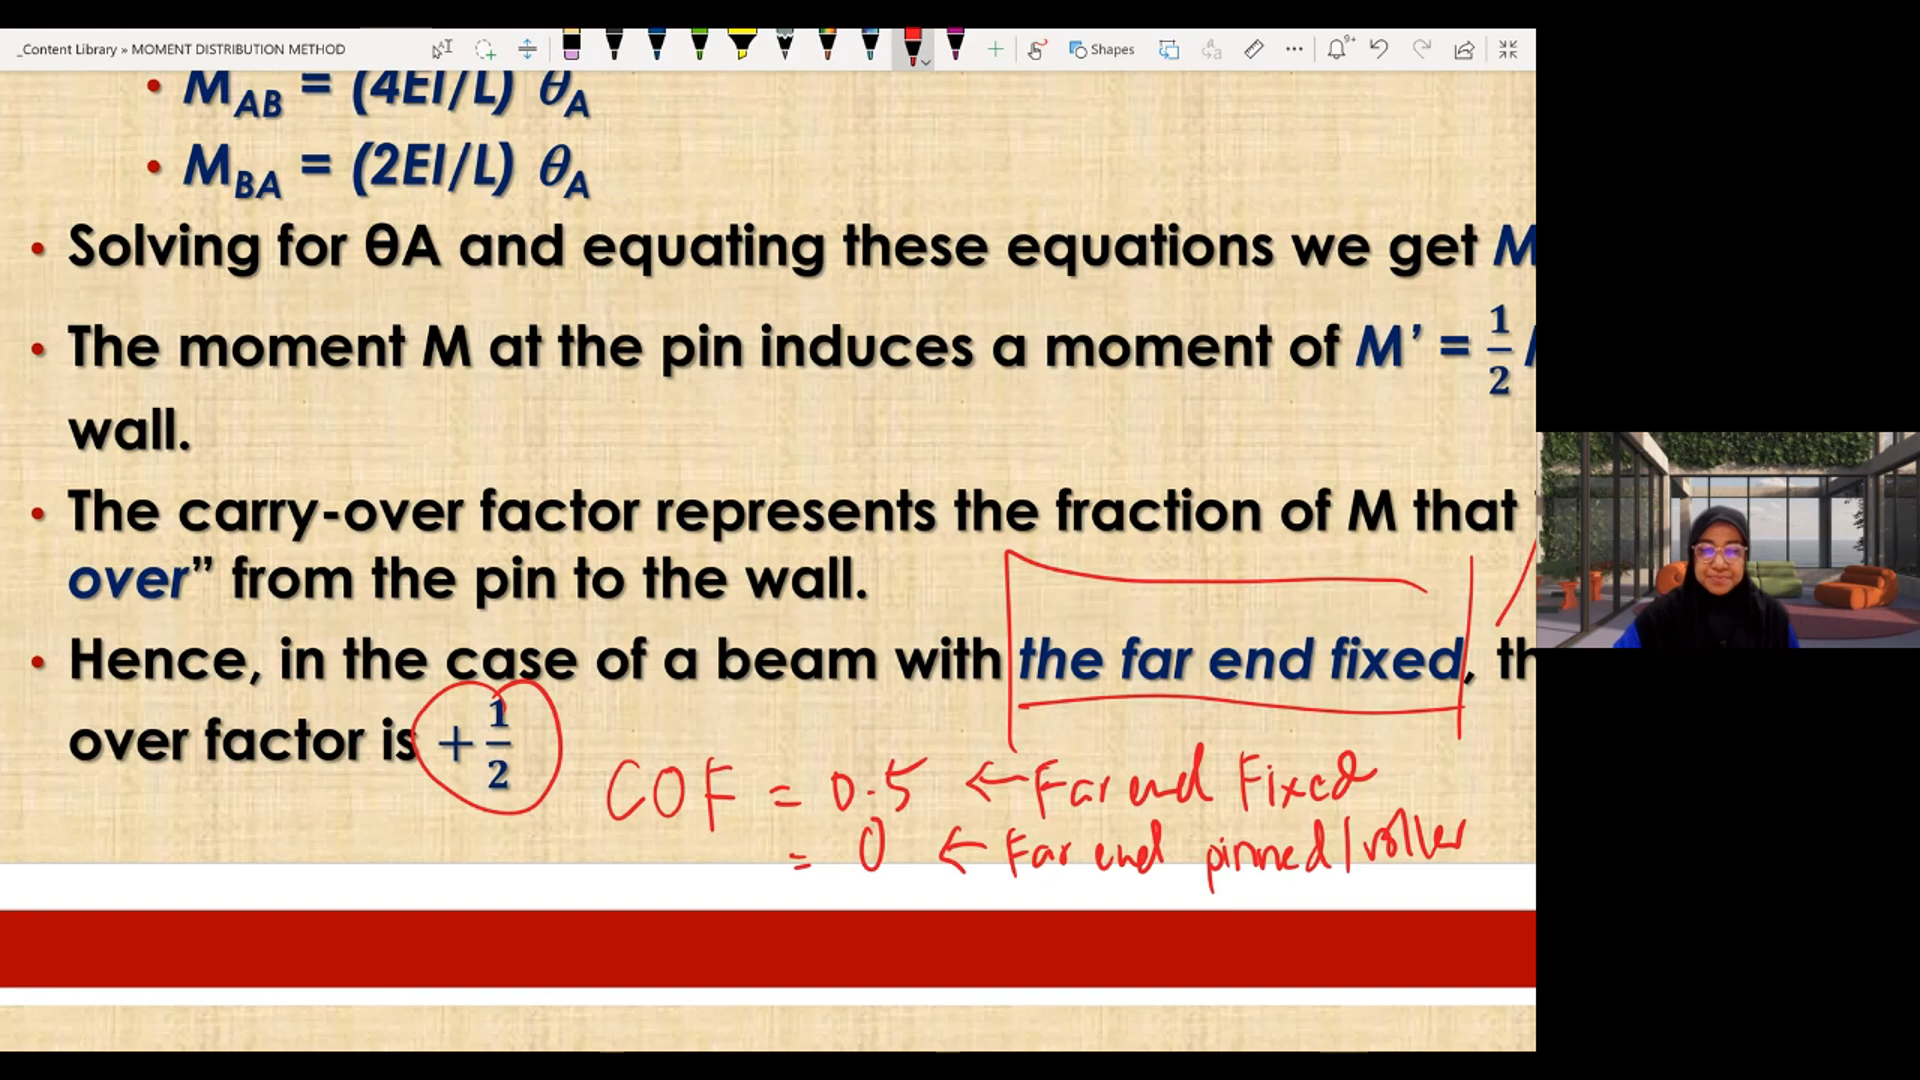 _Content Library » MOMENT DISTRIBUTION METHOD
Shapes
9+
• M_AB = (4EI/L) θ_A
• M_BA = (2EI/L) θ_A
• Solving for θA and equating these equations we get M
• The moment M at the pin induces a moment of M’ = 1/2
wall.
• The carry-over factor represents the fraction of M that
over” from the pin to the wall.
• Hence, in the case of a beam with the far end fixed, th
over factor is + 1/2
COF = 0.5 ← Far end Fixed
= 0 ← Far end pinned/roller